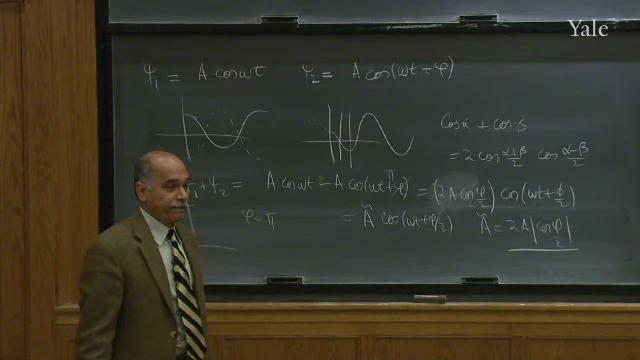 Yale
ψ₁ = A cos ωt    ψ₂ = A cos(ωt + φ)
Cos α + cos β
= 2 cos (α+β)/2 cos (α-β)/2
+ ψ₂ = A cos ωt - A cos(ωt + φ) π = (2A cos φ/2) cos(ωt + φ/2)
φ = π    = Ã cos(ωt + φ/2)    Ã = 2A |cos φ/2|